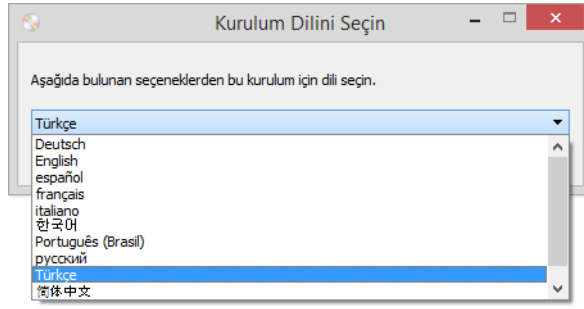 Kurulum Dilini Seçin
Aşağıda bulunan seçeneklerden bu kurulum için dili seçin.
Türkçe
Deutsch
English
español
français
italiano
한국어
Português (Brasil)
русский
Türkçe
简体中文